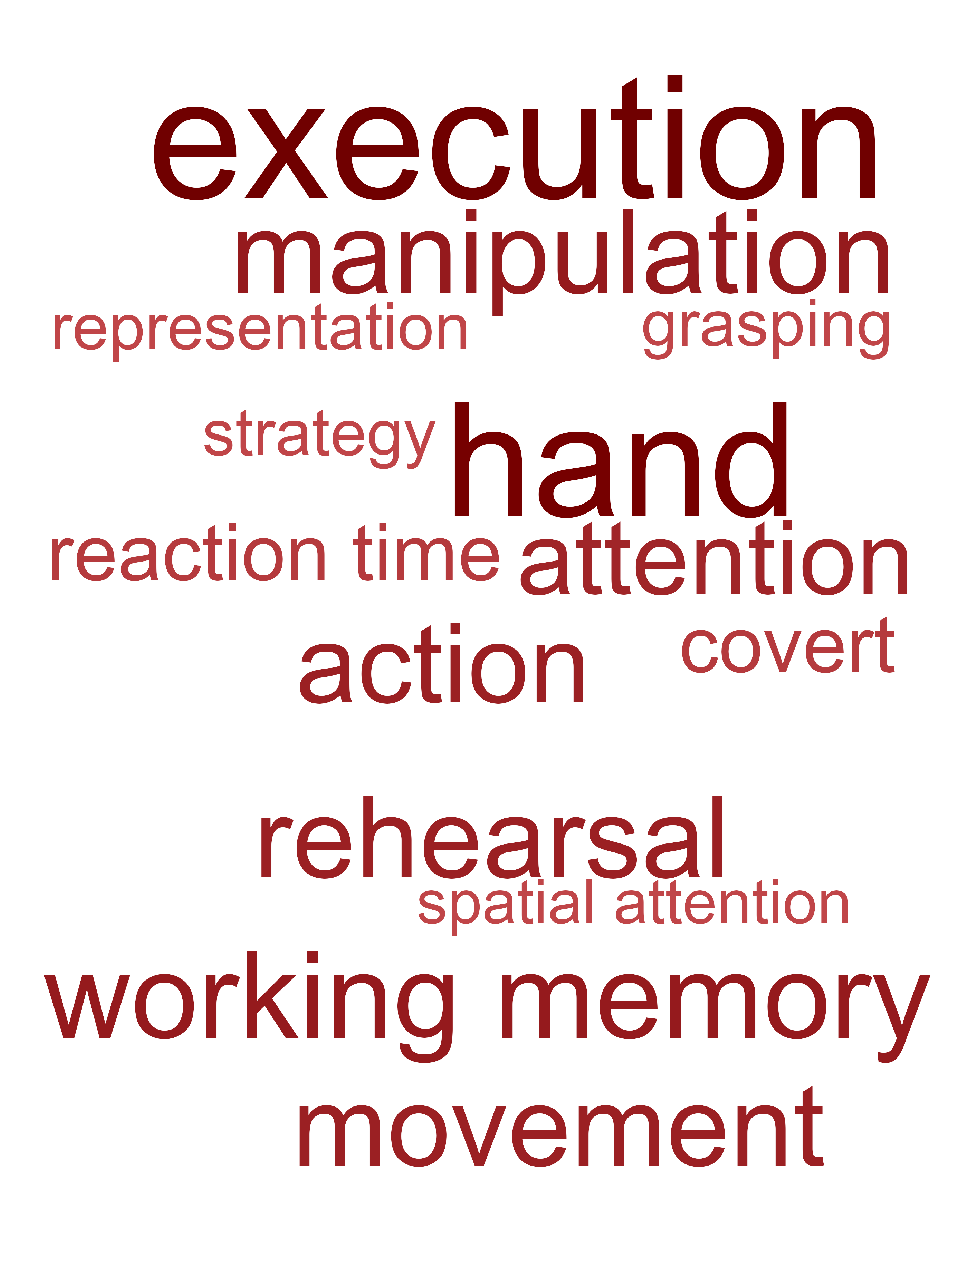 execution
manipulation
representation grasping
strategy hand
reaction time attention
action covert
rehearsal
spatial attention
working memory
movement